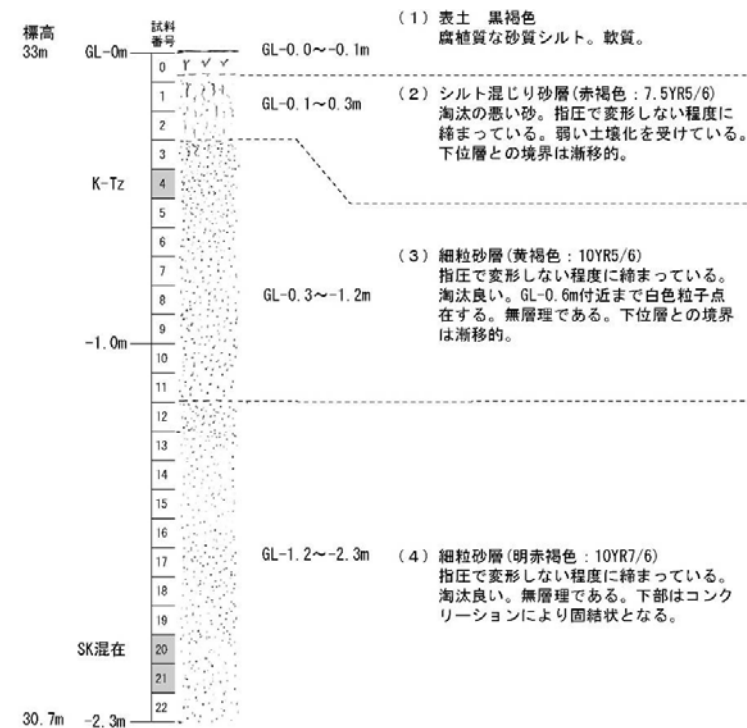 標高
33m
GL-0m
試料
番号
0
1
2
3
K-Tz
4
5
6
7
8
9
-1.0m
10
11
12
13
14
15
16
17
18
19
SK混在
20
21
22
30.7m
-2.3m
GL-0.0～-0.1m
(1) 表土　黒褐色
腐植質な砂質シルト。軟質。
GL-0.1～0.3m
(2) シルト混じり砂層(赤褐色：7.5YR5/6)
淘汰の悪い砂。指圧で変形しない程度に
締まっている。弱い土壌化を受けている。
下位層との境界は漸移的。
GL-0.3～-1.2m
(3) 細粒砂層(黄褐色：10YR5/6)
指圧で変形しない程度に締まっている。
淘汰良い。GL-0.6m付近まで白色粒子点
在する。無層理である。下位層との境界
は漸移的。
GL-1.2～-2.3m
(4) 細粒砂層(明赤褐色：10YR7/6)
指圧で変形しない程度に締まっている。
淘汰良い。無層理である。下部はコンク
リーションにより固結状となる。